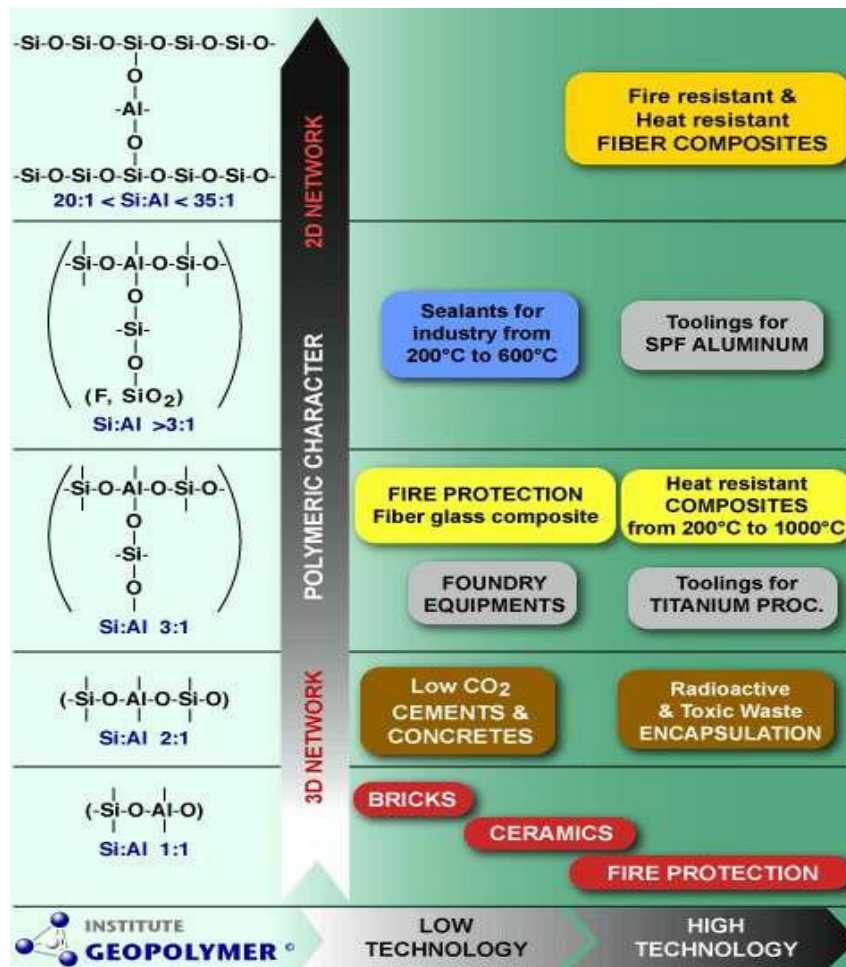 -Si-O-Si-O-Si-O-Si-O-Si-O-
O
-Al-
O
-Si-O-Si-O-Si-O-Si-O-Si-O-
20:1 < Si:Al < 35:1
2D NETWORK
Fire resistant &
Heat resistant
FIBER COMPOSITES
-Si-O-Al-O-Si-O-
O
-Si-
O
(F, SiO₂)
Si:Al >3:1
POLYMERIC CHARACTER
Sealants for
industry from
200°C to 600°C
Toolings for
SPF ALUMINUM
-Si-O-Al-O-Si-O-
O
-Si-
O
Si:Al 3:1
FIRE PROTECTION
Fiber glass composite
Heat resistant
COMPOSITES
from 200°C to 1000°C
FOUNDRY
EQUIPMENTS
Toolings for
TITANIUM PROC.
(-Si-O-Al-O-Si-O)
Si:Al 2:1
3D NETWORK
Low CO₂
CEMENTS &
CONCRETES
Radioactive
& Toxic Waste
ENCAPSULATION
(-Si-O-Al-O)
Si:Al 1:1
BRICKS
CERAMICS
FIRE PROTECTION
INSTITUTE
GEOPOLYMER ©
LOW
TECHNOLOGY
HIGH
TECHNOLOGY